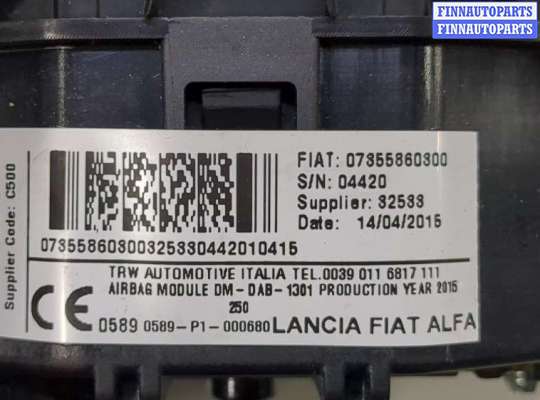 FINNAUTOPARTS
FINNAUTOPARTS
Supplier Code: C500
FIAT: 07355860300
S/N: 04420
Supplier: 32533
Date: 14/04/2015
07355860300325330442010415
TRW AUTOMOTIVE ITALIA TEL.0039 011 6817 111
AIRBAG MODULE DM-DAB-1301 PRODUCTION YEAR 2015
250
CE 0589 0589-P1-000680 LANCIA FIAT ALFA